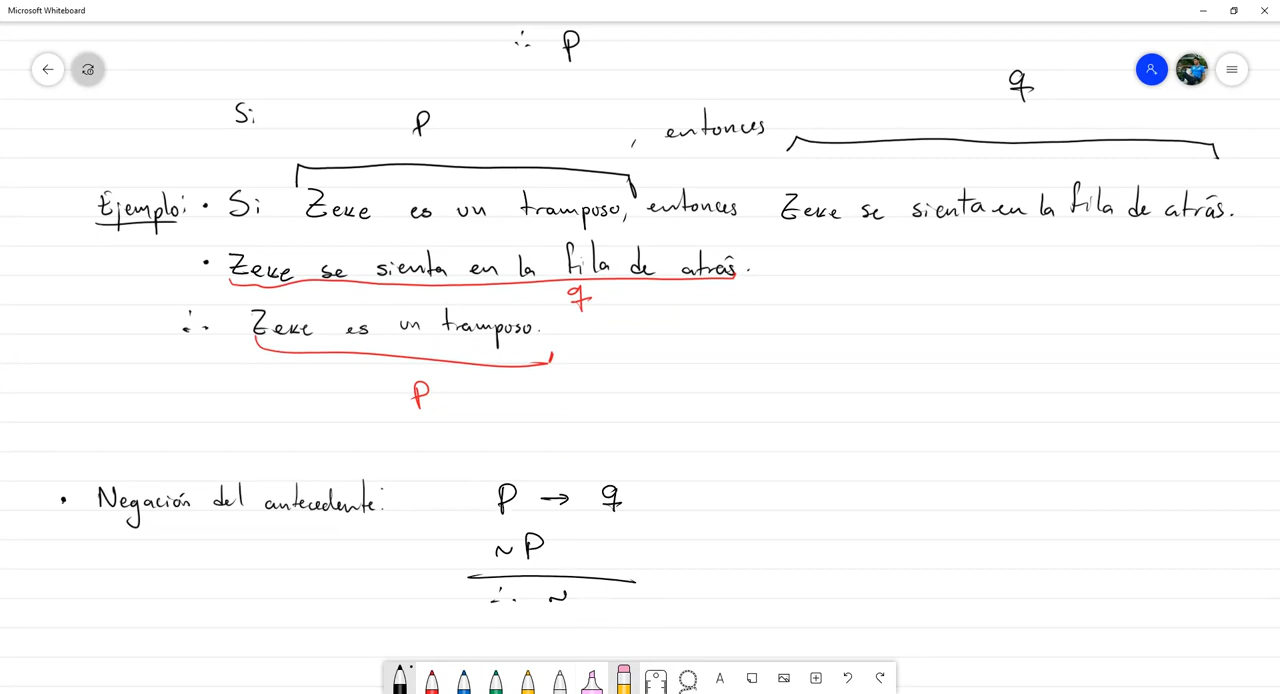 Microsoft Whiteboard
∴ P
q
Si P , entonces
Ejemplo: • Si Zeke es un tramposo, entonces Zeke se sienta en la fila de atrás.
• Zeke se sienta en la fila de atrás.
q
∴ Zeke es un tramposo.
P
• Negación del antecedente: P → q
~ P
∴ ~
A